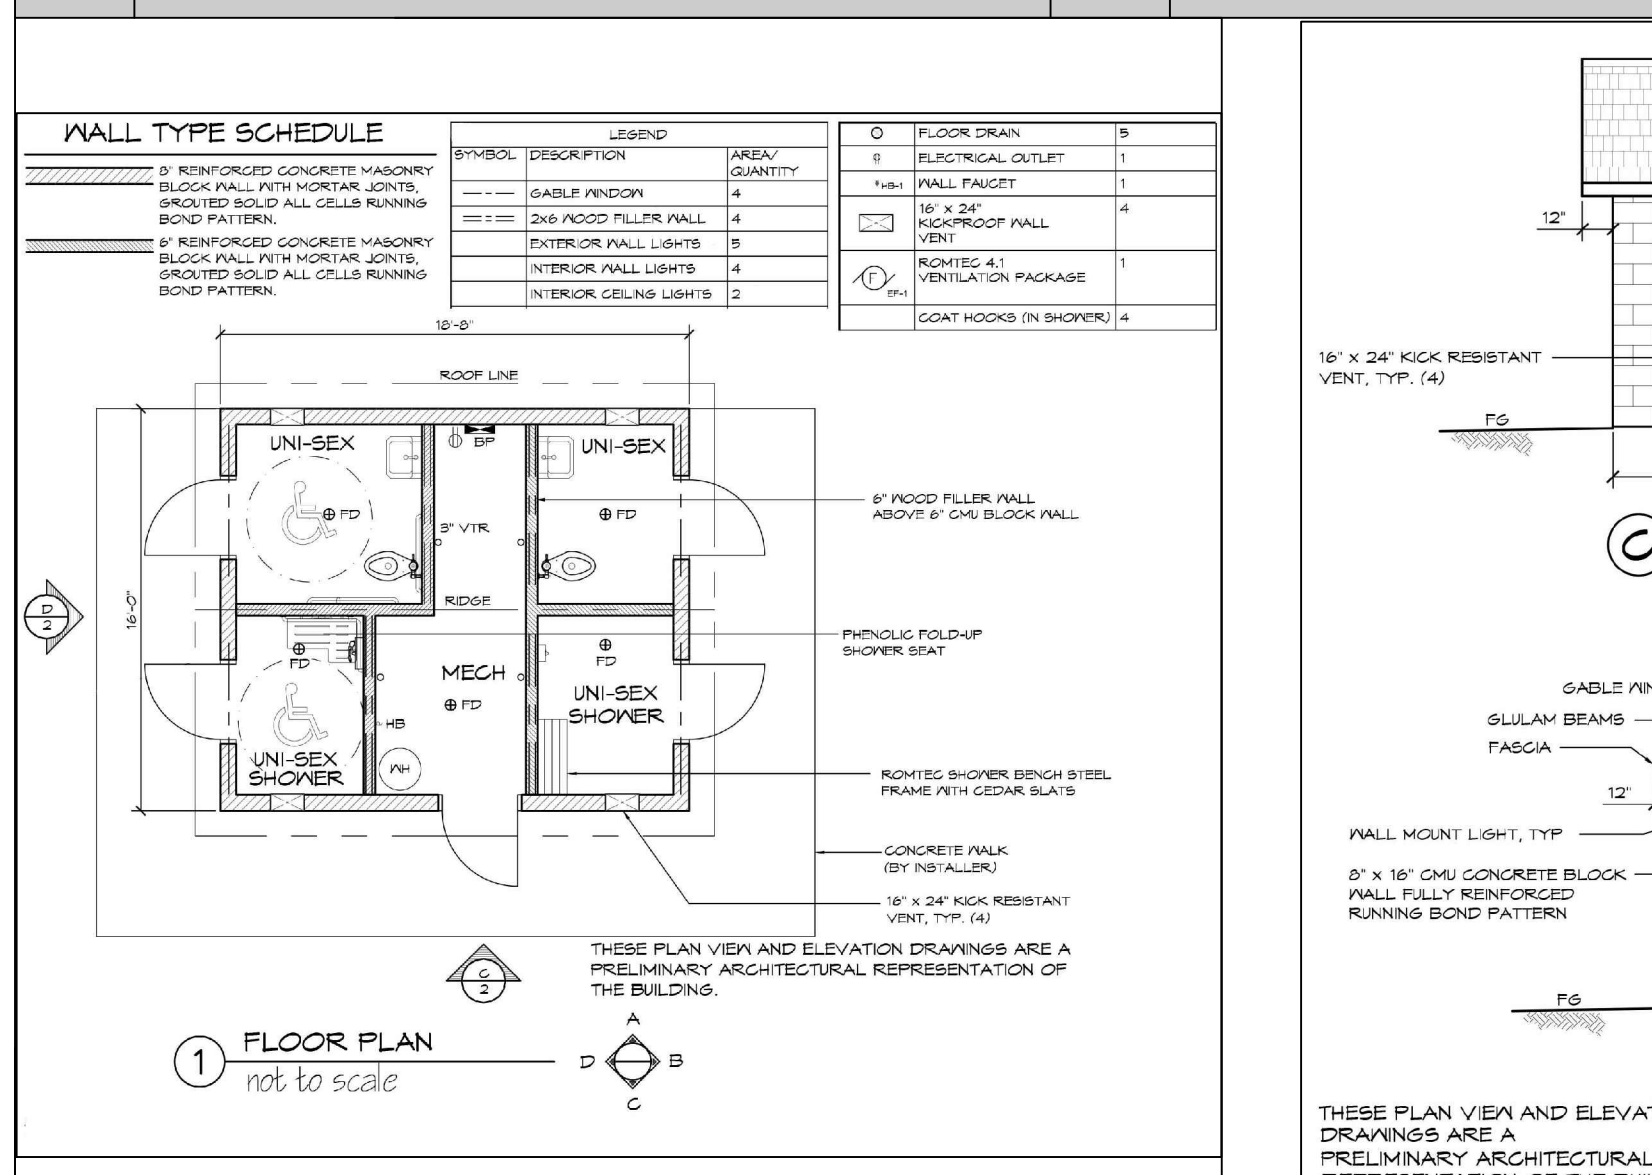 WALL TYPE SCHEDULE
8" REINFORCED CONCRETE MASONRY
BLOCK WALL WITH MORTAR JOINTS,
GROUTED SOLID ALL CELLS RUNNING
BOND PATTERN.
6" REINFORCED CONCRETE MASONRY
BLOCK WALL WITH MORTAR JOINTS,
GROUTED SOLID ALL CELLS RUNNING
BOND PATTERN.
LEGEND
SYMBOL DESCRIPTION AREA/
QUANTITY
GABLE WINDOW 4
2x6 WOOD FILLER WALL 4
EXTERIOR WALL LIGHTS 5
INTERIOR WALL LIGHTS 4
INTERIOR CEILING LIGHTS 2
FLOOR DRAIN 5
ELECTRICAL OUTLET 1
HB-1 WALL FAUCET 1
16" x 24" 4
KICKPROOF WALL
VENT
F EF-1 ROMTEC 4.1 1
VENTILATION PACKAGE
COAT HOOKS (IN SHOWER) 4
18'-8"
ROOF LINE
16'-0"
UNI-SEX
BP
UNI-SEX
FD
3" VTR
FD
RIDGE
FD
MECH
FD
FD
UNI-SEX
SHOWER
HB
WH
UNI-SEX
SHOWER
6" WOOD FILLER WALL
ABOVE 6" CMU BLOCK WALL
PHENOLIC FOLD-UP
SHOWER SEAT
ROMTEC SHOWER BENCH STEEL
FRAME WITH CEDAR SLATS
CONCRETE WALK
(BY INSTALLER)
16" x 24" KICK RESISTANT
VENT, TYP. (4)
D
2
C
2
THESE PLAN VIEW AND ELEVATION DRAWINGS ARE A
PRELIMINARY ARCHITECTURAL REPRESENTATION OF
THE BUILDING.
1
FLOOR PLAN
not to scale
A
D B
C
12"
16" x 24" KICK RESISTANT
VENT, TYP. (4)
FG
C
GABLE WIN
GLULAM BEAMS
FASCIA
12"
WALL MOUNT LIGHT, TYP
8" x 16" CMU CONCRETE BLOCK
WALL FULLY REINFORCED
RUNNING BOND PATTERN
FG
THESE PLAN VIEW AND ELEVAT
DRAWINGS ARE A
PRELIMINARY ARCHITECTURAL